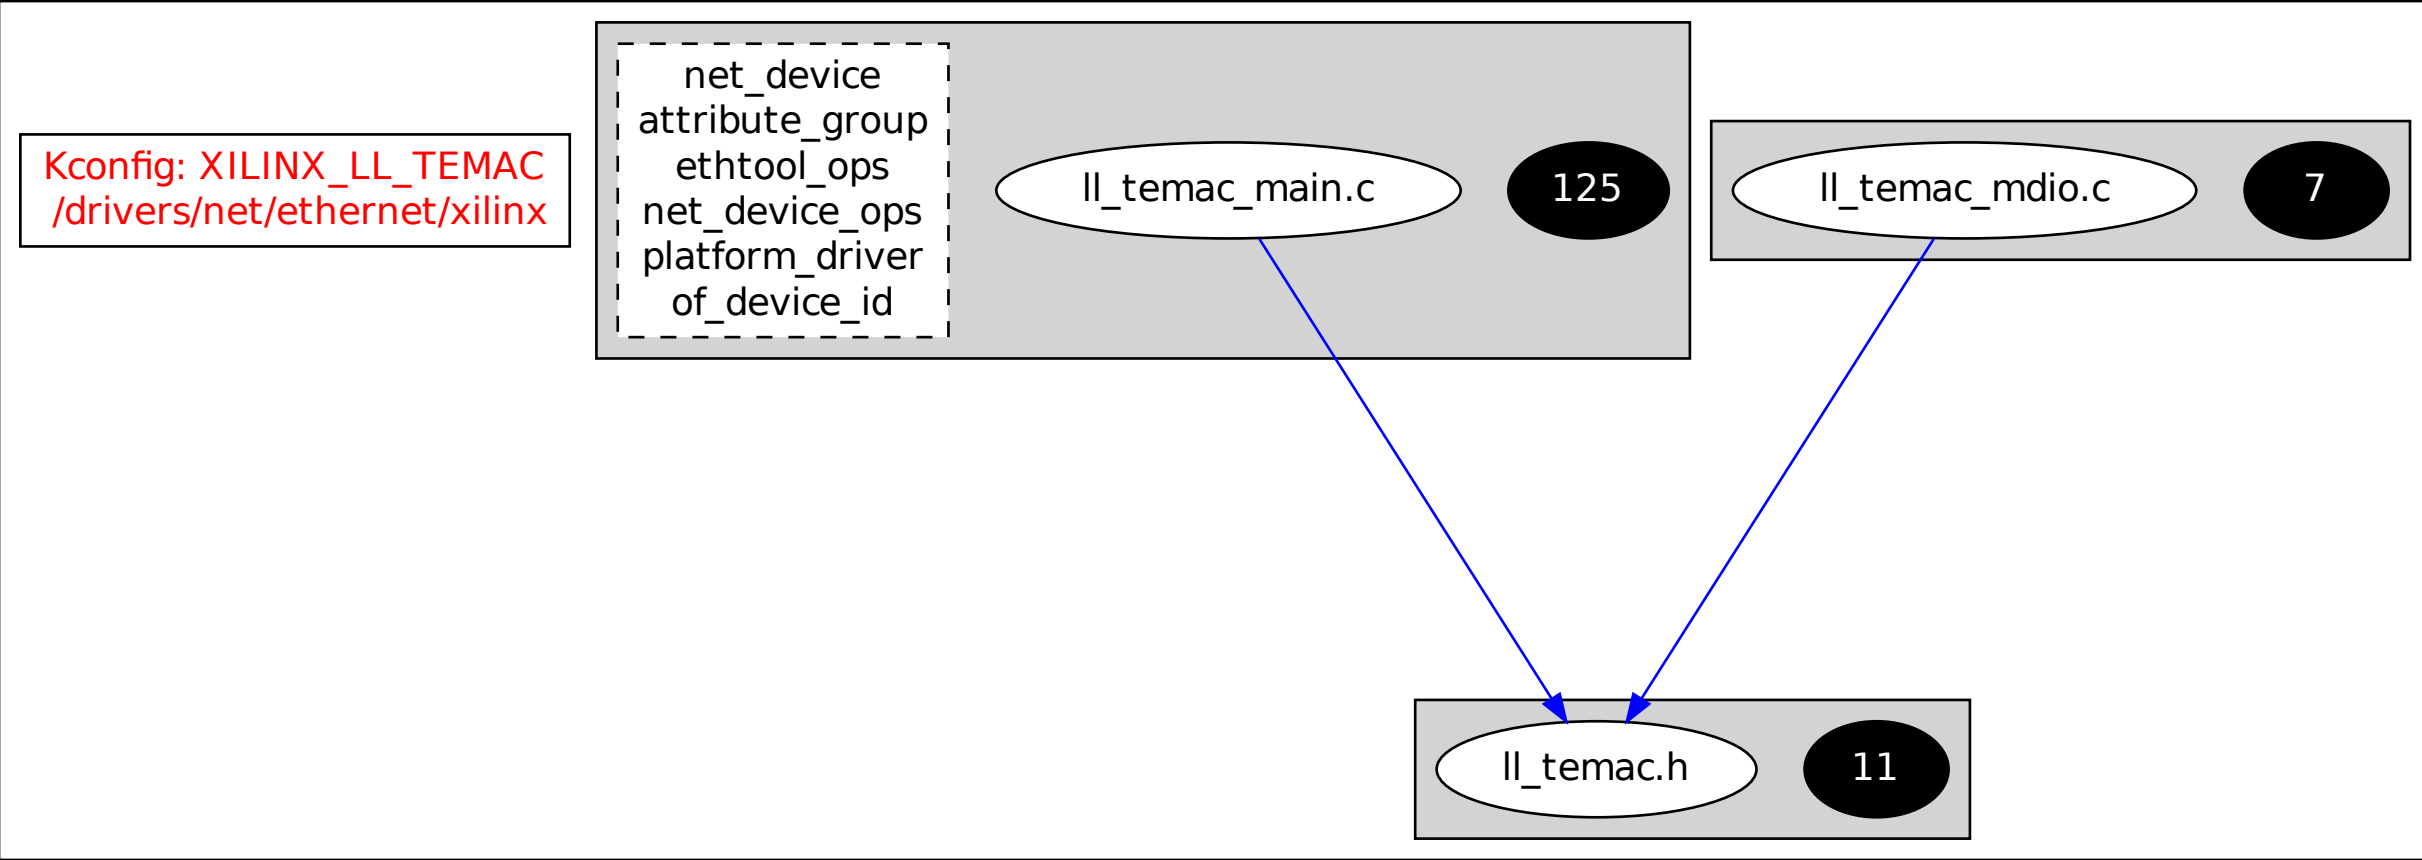 Kconfig: XILINX_LL_TEMAC
/drivers/net/ethernet/xilinx
net_device
attribute_group
ethtool_ops
net_device_ops
platform_driver
of_device_id
ll_temac_main.c
125
ll_temac_mdio.c
7
ll_temac.h
11